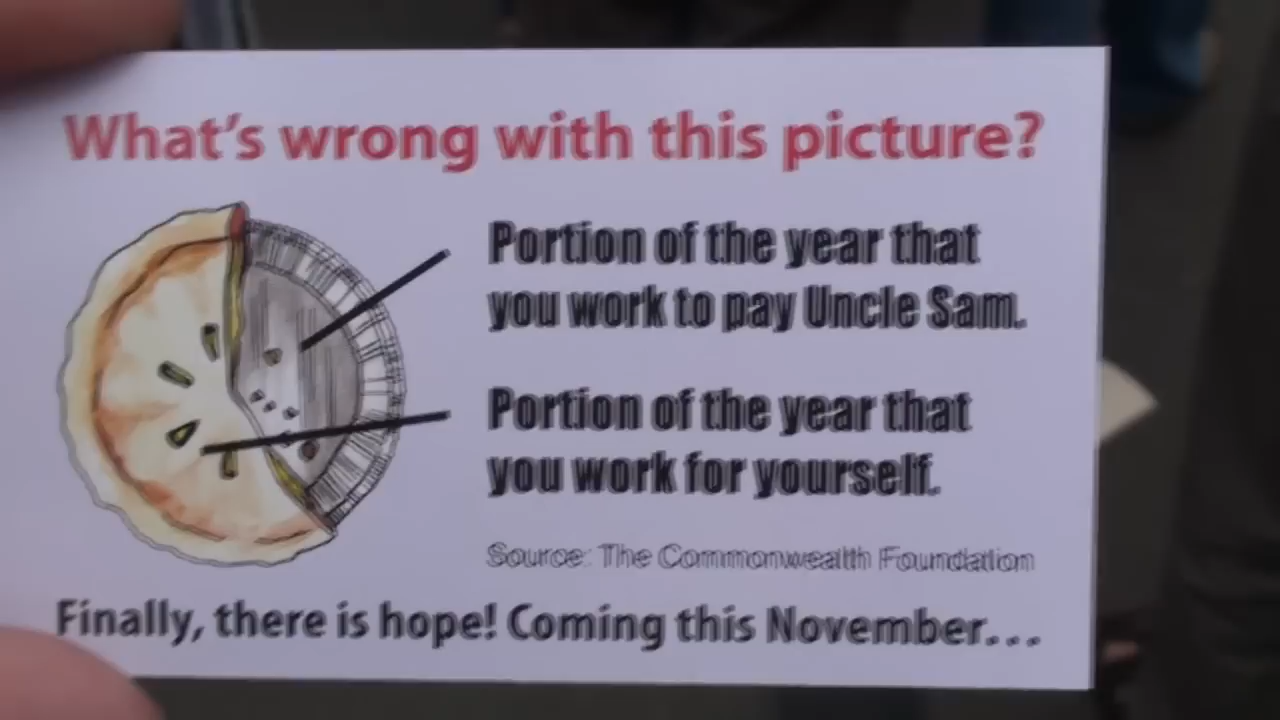 What's wrong with this picture?
Portion of the year that
you work to pay Uncle Sam.
Portion of the year that
you work for yourself.
Source: The Commonwealth Foundation
Finally, there is hope! Coming this November...